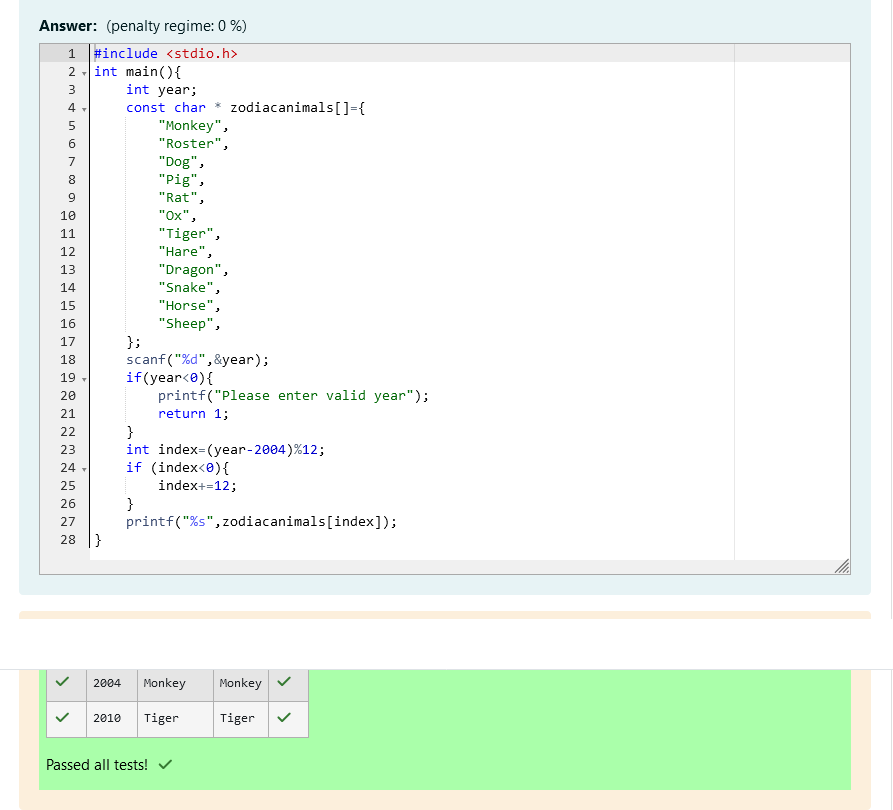 Answer: (penalty regime: 0 %)
1 #include <stdio.h>
2 int main(){
3     int year;
4     const char * zodiacanimals[]={
5         "Monkey",
6         "Roster",
7         "Dog",
8         "Pig",
9         "Rat",
10         "Ox",
11         "Tiger",
12         "Hare",
13         "Dragon",
14         "Snake",
15         "Horse",
16         "Sheep",
17     };
18     scanf("%d",&year);
19     if(year<0){
20         printf("Please enter valid year");
21         return 1;
22     }
23     int index=(year-2004)%12;
24     if (index<0){
25         index+=12;
26     }
27     printf("%s",zodiacanimals[index]);
28 }
2004 Monkey Monkey
2010 Tiger Tiger
Passed all tests!